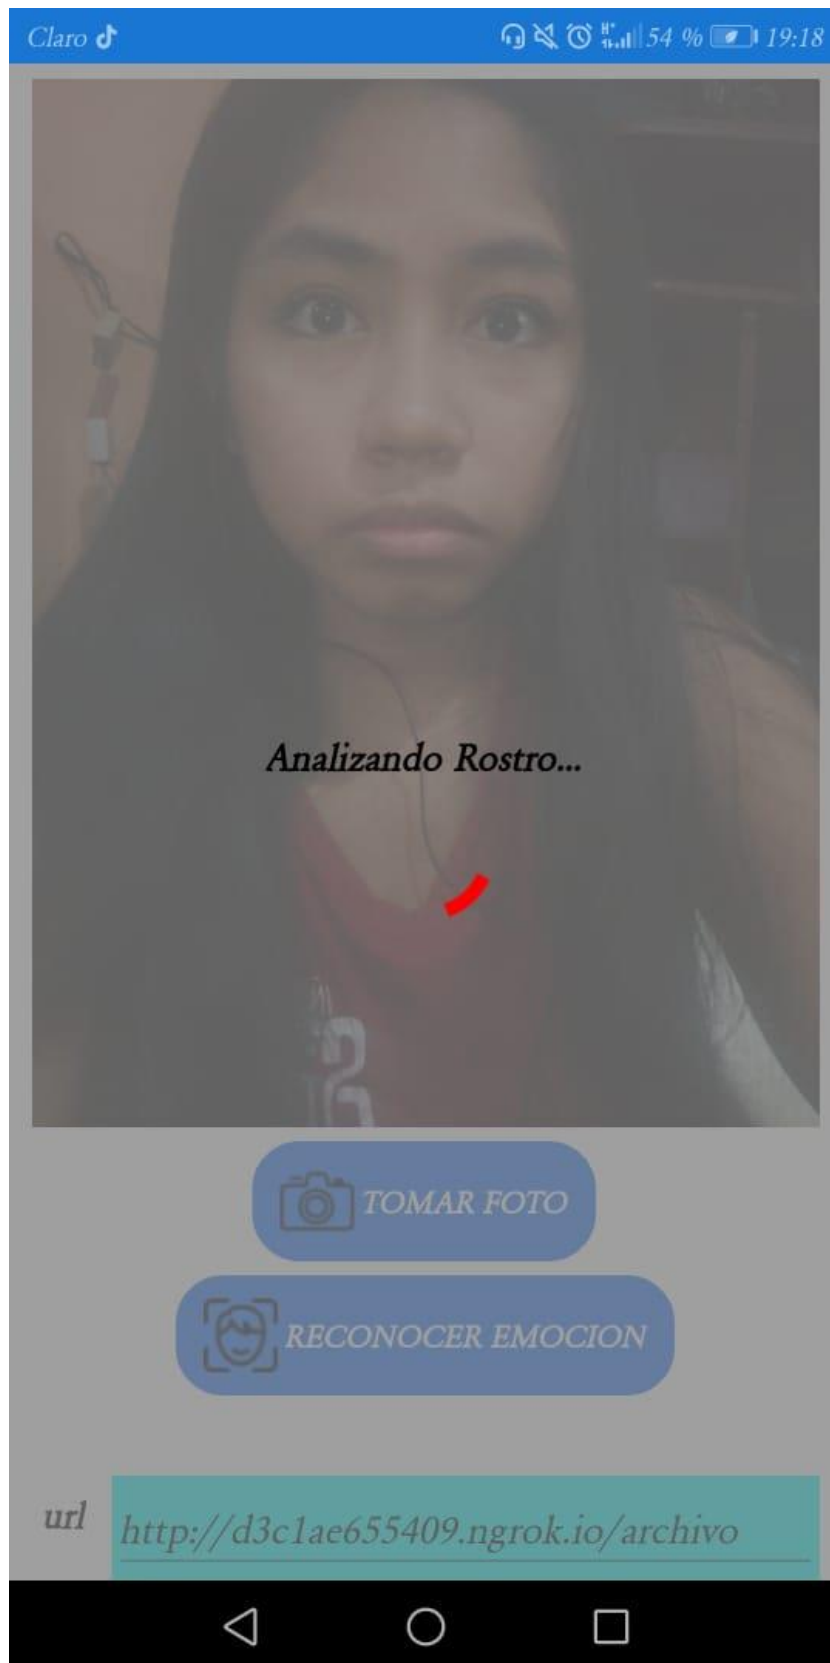 Claro
54 % 19:18
Analizando Rostro...
TOMAR FOTO
RECONOCER EMOCION
url
http://d3c1ae655409.ngrok.io/archivo